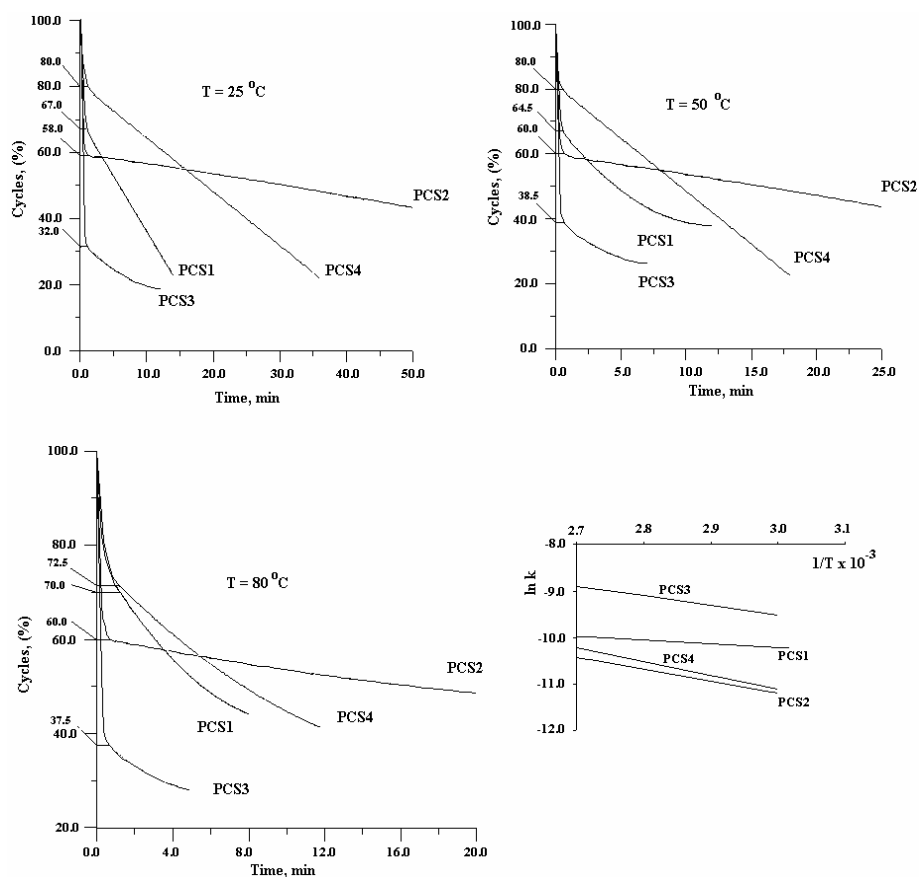 100.0
80.0
80.0
67.0
60.0
58.0
40.0
32.0
20.0
0.0
Cycles, (%)
T = 25 °C
PCS2
PCS1
PCS4
PCS3
0.0 10.0 20.0 30.0 40.0 50.0
Time, min
100.0
80.0
80.0
64.5
60.0
60.0
40.0
38.5
20.0
0.0
Cycles, (%)
T = 50 °C
PCS2
PCS1
PCS4
PCS3
0.0 5.0 10.0 15.0 20.0 25.0
Time, min
100.0
80.0
72.5
70.0
60.0
60.0
40.0
37.5
20.0
Cycles, (%)
T = 80 °C
PCS2
PCS1
PCS4
PCS3
0.0 4.0 8.0 12.0 16.0 20.0
Time, min
2.7 2.8 2.9 3.0 3.1
1/T x 10⁻³
-8.0
-9.0
-10.0
-11.0
-12.0
ln k
PCS3
PCS1
PCS4
PCS2